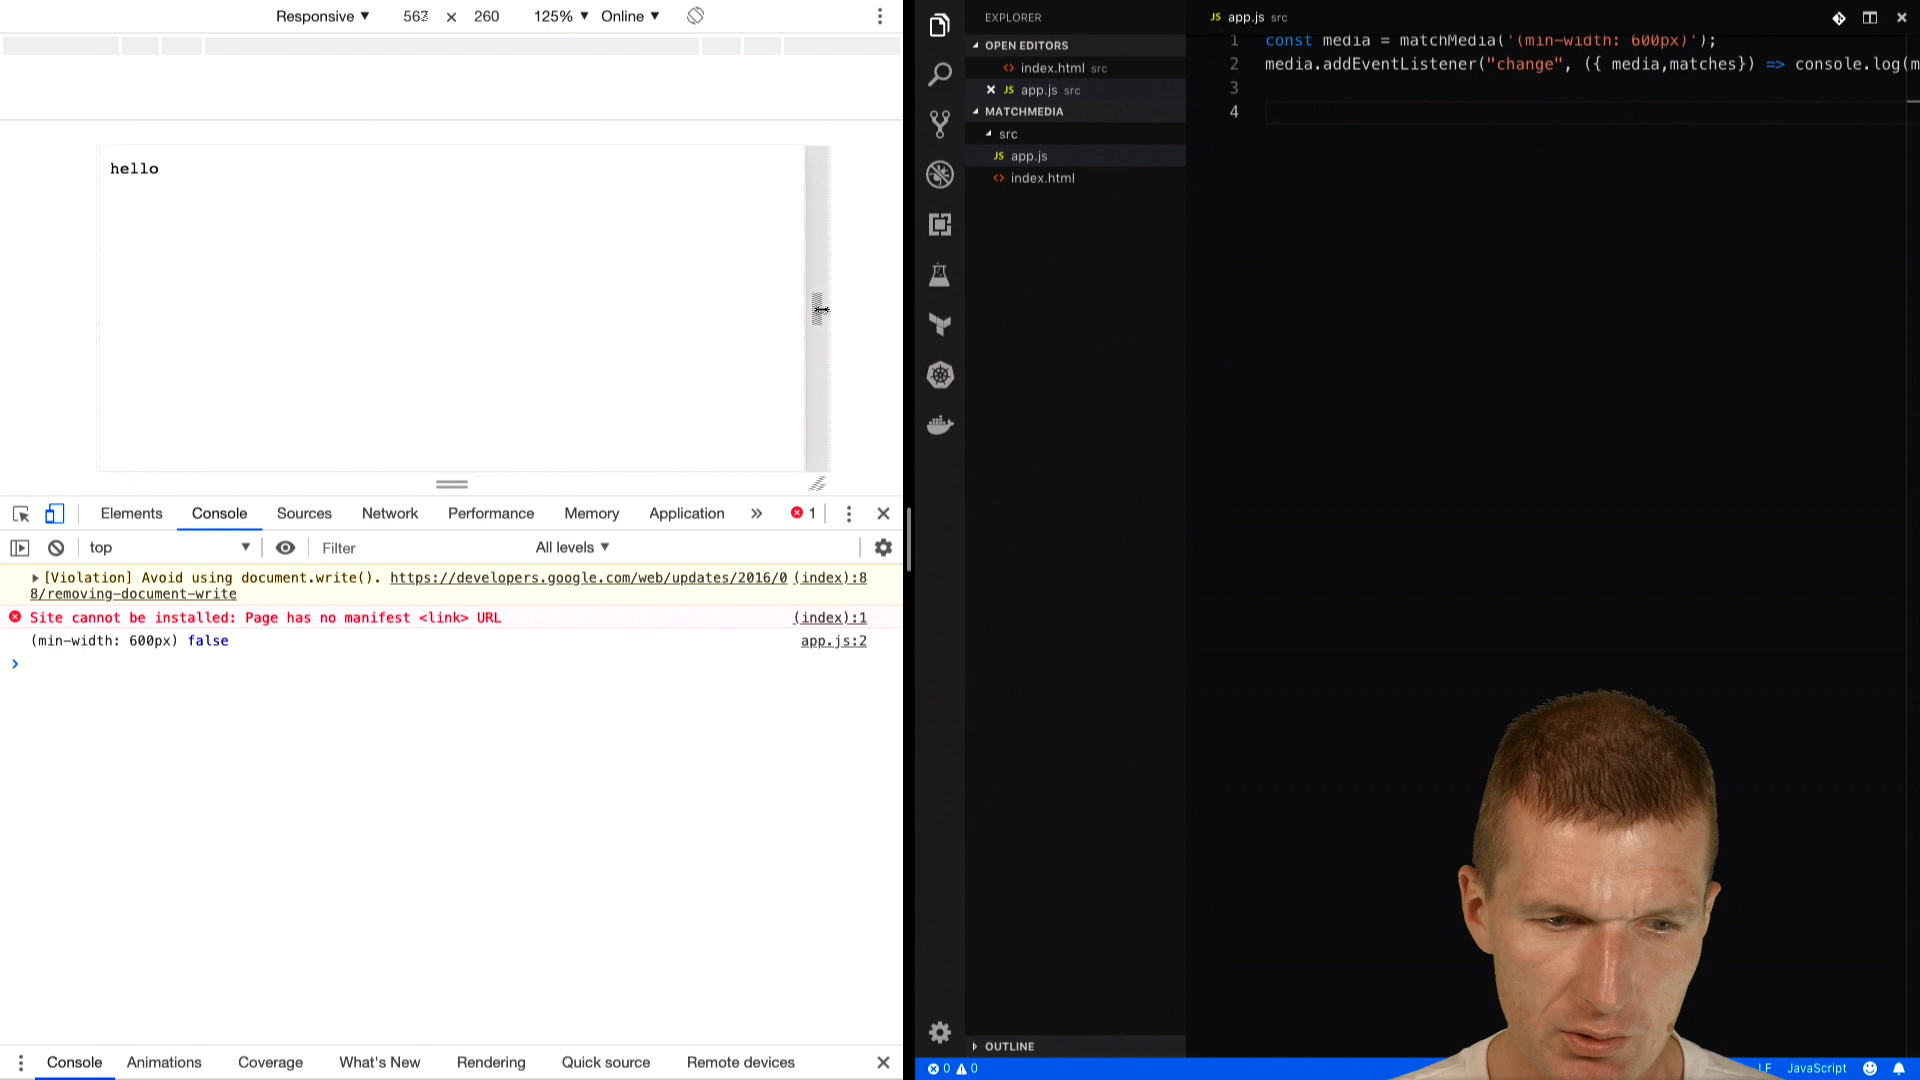 Responsive ▼ 562 × 260 125% ▼ Online ▼
hello
Elements Console Sources Network Performance Memory Application » 1
top ▼ Filter All levels ▼
[Violation] Avoid using document.write(). https://developers.google.com/web/updates/2016/0 (index):8
8/removing-document-write
Site cannot be installed: Page has no manifest <link> URL (index):1
(min-width: 600px) false app.js:2
Console Animations Coverage What's New Rendering Quick source Remote devices
EXPLORER
OPEN EDITORS
index.html src
JS app.js src
MATCHMEDIA
src
JS app.js
index.html
OUTLINE
JS app.js src
1 const media = matchMedia('(min-width: 600px)');
2 media.addEventListener("change", ({ media,matches}) => console.log(m
3
4
0 0
LF JavaScript